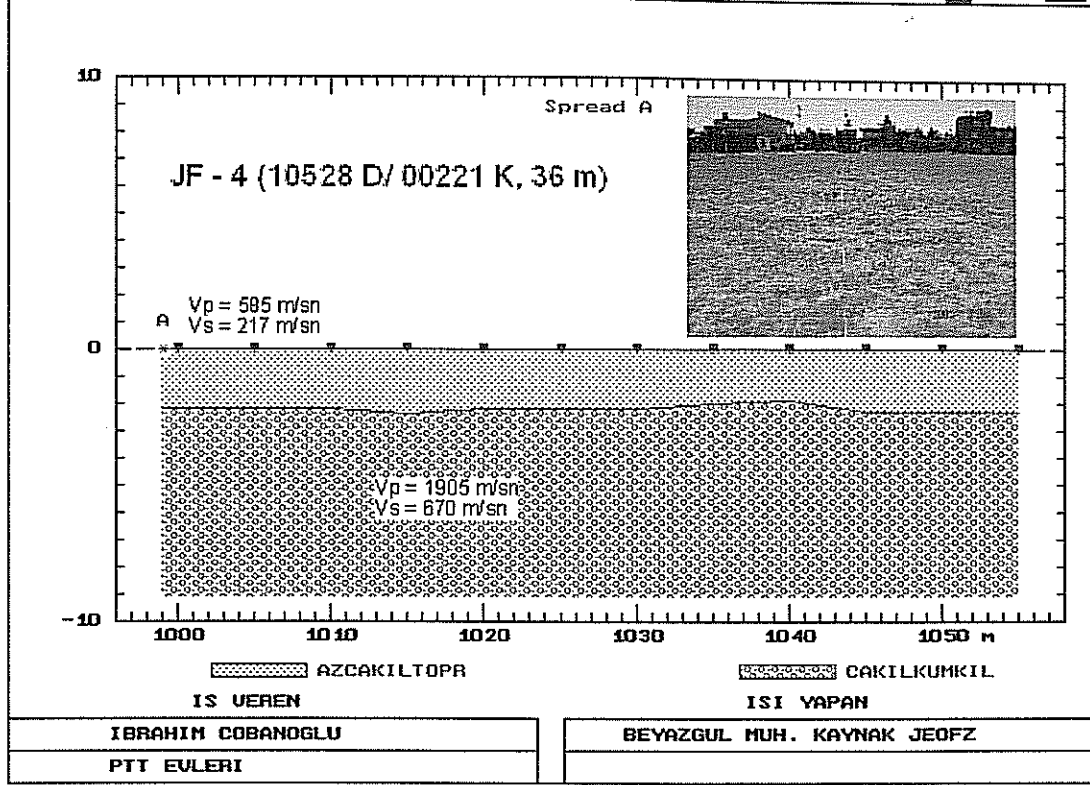 10
Spread A
JF - 4 (10528 D/ 00221 K, 36 m)
Vp = 585 m/sn
A Vs = 217 m/sn
0
Vp = 1905 m/sn
Vs = 670 m/sn
-10
1000 1010 1020 1030 1040 1050 m
AZCAKILTOPR CAKILKUMKIL
IS VEREN ISI YAPAN
IBRAHIM COBANOGLU BEYAZGUL MUH. KAYNAK JEOFZ
PTT EVLERI